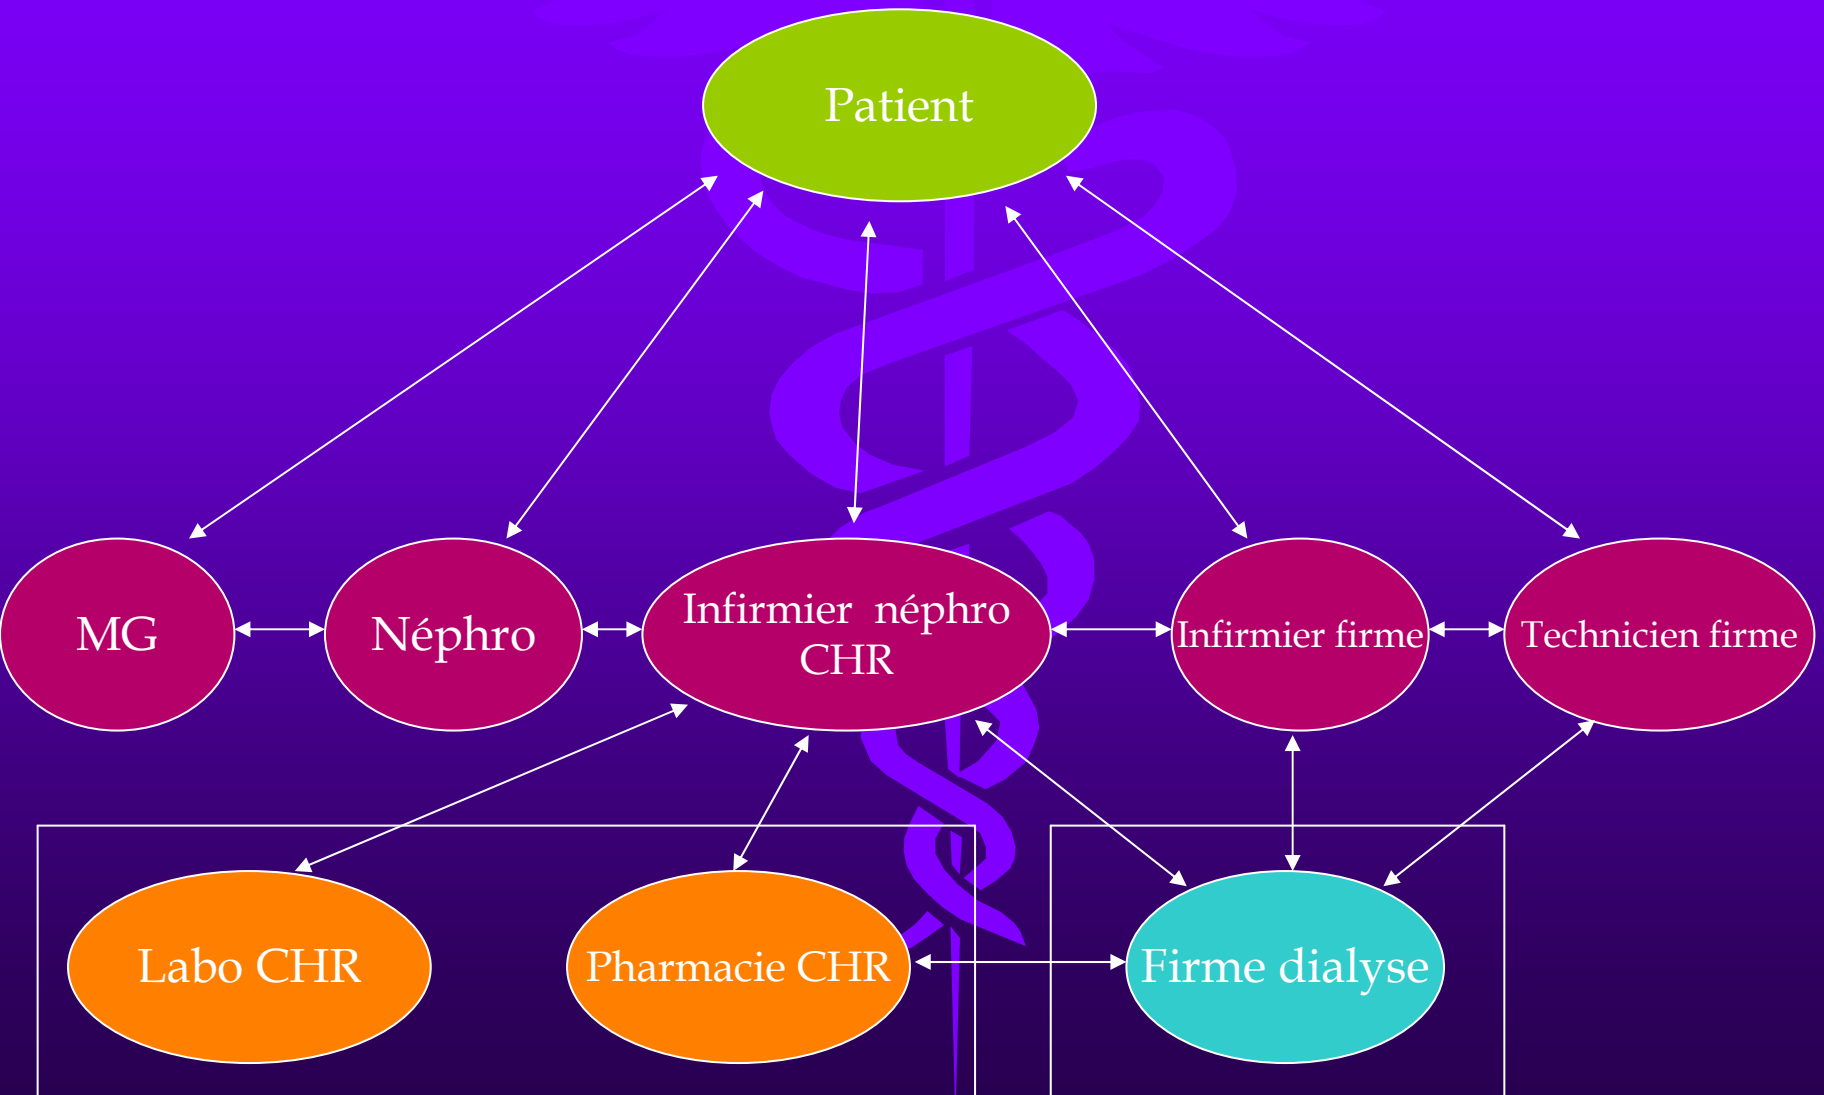 Patient
MG
Néphro
Infirmier néphro
CHR
Infirmier firme
Technicien firme
Labo CHR
Pharmacie CHR
Firme dialyse